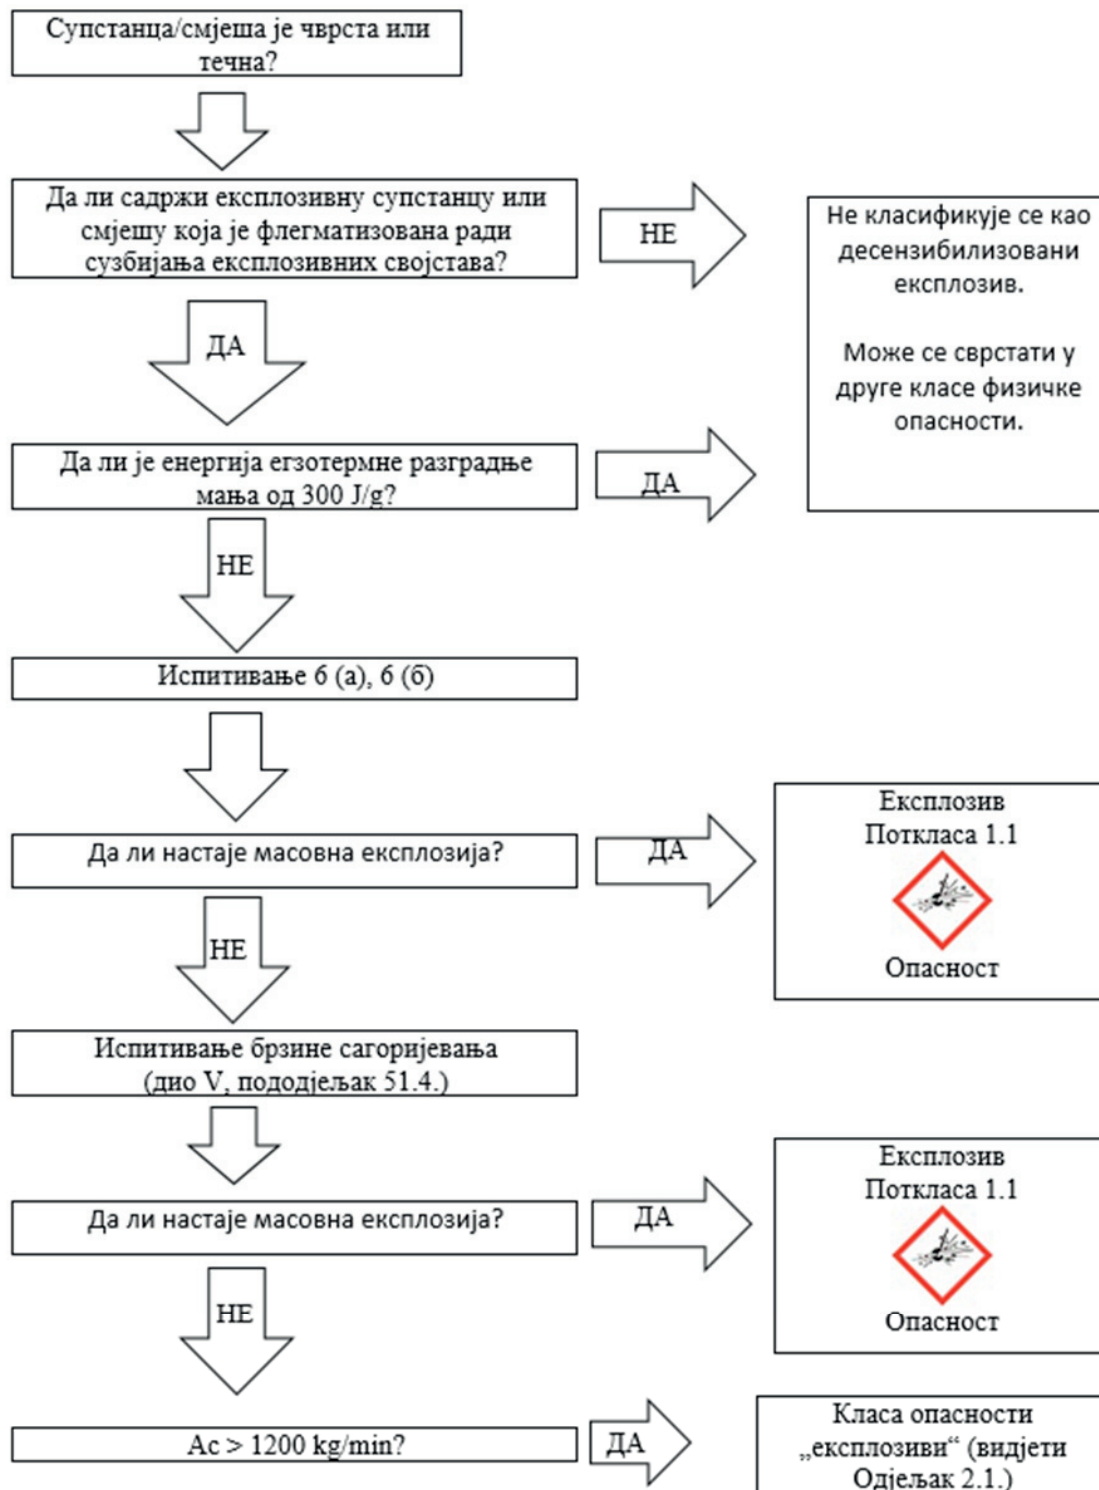 Супстанца/смјеша је чврста или
течна?
Да ли садржи експлозивну супстанцу или
смјешу која је флегматизована ради
сузбијања експлозивних својстава?
НЕ
Не класификује се као
десензибилизовани
експлозив.
Може се сврстати у
друге класе физичке
опасности.
ДА
Да ли је енергија егзотермне разградње
мања од 300 J/g?
ДА
НЕ
Испитивање 6 (а), 6 (б)
Да ли настаје масовна експлозија?
ДА
Експлозив
Поткласа 1.1
Опасност
НЕ
Испитивање брзине сагоријевања
(дио V, пододјељак 51.4.)
Да ли настаје масовна експлозија?
ДА
Експлозив
Поткласа 1.1
Опасност
НЕ
Ac > 1200 kg/min?
ДА
Класа опасности
„експлозиви“ (видјети
Одјељак 2.1.)